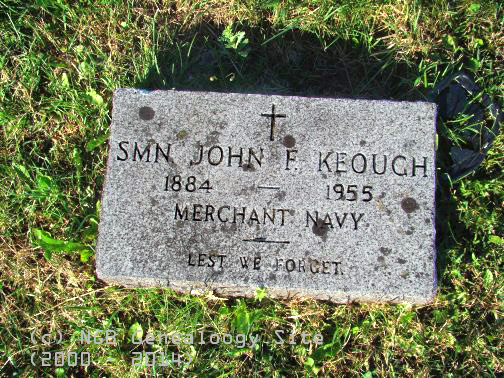 SMN. JOHN F. KEOUGH
1884 — 1955
MERCHANT NAVY
LEST WE FORGET.
(c) NGB Genealogy Site
(2000 - 2014)